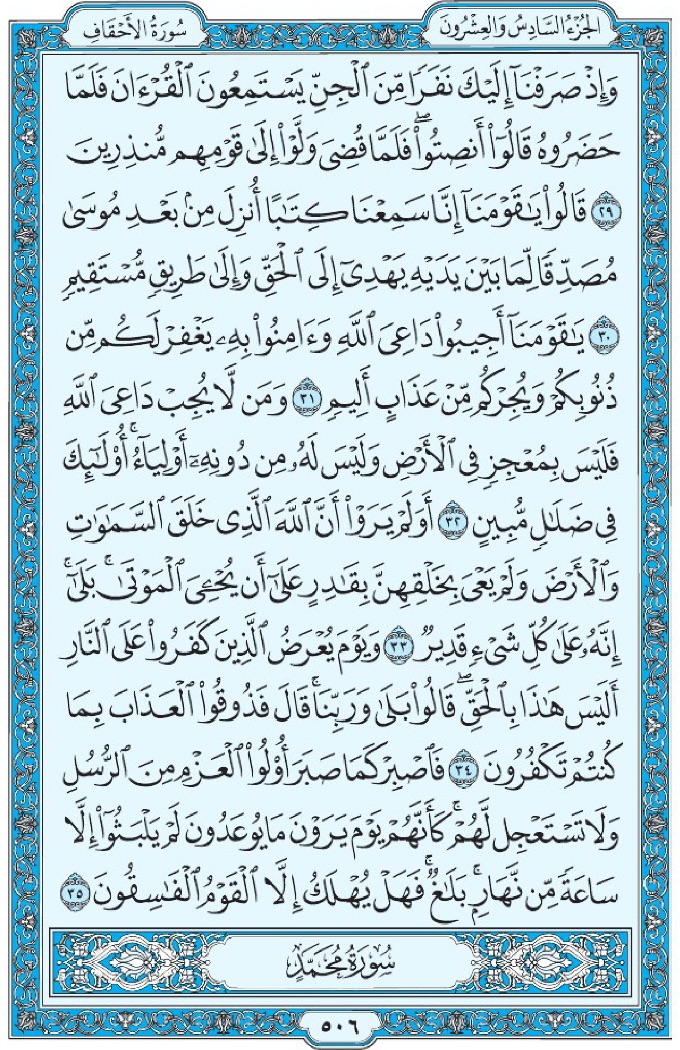 سُورَةُ الأَحْقَافِ
الجُزْءُ السَّادِسُ وَالعِشْرُونَ
وَإِذْ صَرَفْنَآ إِلَيْكَ نَفَرًا مِّنَ ٱلْجِنِّ يَسْتَمِعُونَ ٱلْقُرْءَانَ فَلَمَّا
حَضَرُوهُ قَالُوٓا۟ أَنصِتُوا۟ ۖ فَلَمَّا قُضِىَ وَلَّوْا۟ إِلَىٰ قَوْمِهِم مُّنذِرِينَ
٢٩ قَالُوا۟ يَـٰقَوْمَنَآ إِنَّا سَمِعْنَا كِتَـٰبًا أُنزِلَ مِنۢ بَعْدِ مُوسَىٰ
مُصَدِّقًا لِّمَا بَيْنَ يَدَيْهِ يَهْدِىٓ إِلَى ٱلْحَقِّ وَإِلَىٰ طَرِيقٍ مُّسْتَقِيمٍ
٣٠ يَـٰقَوْمَنَآ أَجِيبُوا۟ دَاعِىَ ٱللَّهِ وَءَامِنُوا۟ بِهِۦ يَغْفِرْ لَكُم مِّن
ذُنُوبِكُمْ وَيُجِرْكُم مِّنْ عَذَابٍ أَلِيمٍ ٣١ وَمَن لَّا يُجِبْ دَاعِىَ ٱللَّهِ
فَلَيْسَ بِمُعْجِزٍ فِى ٱلْأَرْضِ وَلَيْسَ لَهُۥ مِن دُونِهِۦٓ أَوْلِيَآءُ ۚ أُو۟لَـٰٓئِكَ
فِى ضَلَـٰلٍ مُّبِينٍ ٣٢ أَوَلَمْ يَرَوْا۟ أَنَّ ٱللَّهَ ٱلَّذِى خَلَقَ ٱلسَّمَـٰوَٰتِ
وَٱلْأَرْضَ وَلَمْ يَعْىَ بِخَلْقِهِنَّ بِقَـٰدِرٍ عَلَىٰٓ أَن يُحْـِۧىَ ٱلْمَوْتَىٰ ۚ بَلَىٰٓ
إِنَّهُۥ عَلَىٰ كُلِّ شَىْءٍ قَدِيرٌ ٣٣ وَيَوْمَ يُعْرَضُ ٱلَّذِينَ كَفَرُوا۟ عَلَى ٱلنَّارِ
أَلَيْسَ هَـٰذَا بِٱلْحَقِّ ۖ قَالُوا۟ بَلَىٰ وَرَبِّنَا ۚ قَالَ فَذُوقُوا۟ ٱلْعَذَابَ بِمَا
كُنتُمْ تَكْفُرُونَ ٣٤ فَٱصْبِرْ كَمَا صَبَرَ أُو۟لُوا۟ ٱلْعَزْمِ مِنَ ٱلرُّسُلِ
وَلَا تَسْتَعْجِل لَّهُمْ ۚ كَأَنَّهُمْ يَوْمَ يَرَوْنَ مَا يُوعَدُونَ لَمْ يَلْبَثُوٓا۟ إِلَّا
سَاعَةً مِّن نَّهَارٍۭ ۚ بَلَـٰغٌ ۚ فَهَلْ يُهْلَكُ إِلَّا ٱلْقَوْمُ ٱلْفَـٰسِقُونَ ٣٥
سُورَةُ مُحَمَّدٍ
٥٠٦